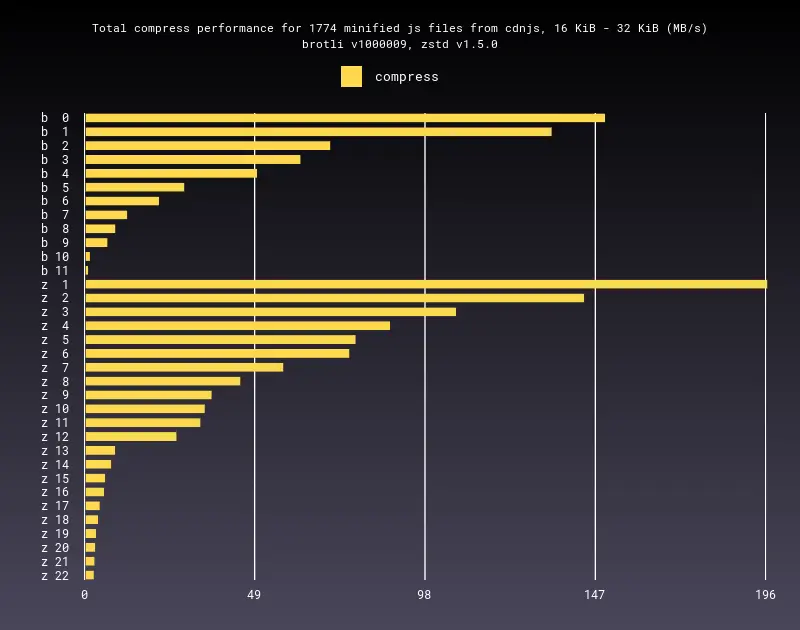 Total compress performance for 1774 minified js files from cdnjs, 16 KiB - 32 KiB (MB/s)
brotli v1000009, zstd v1.5.0
compress
b 0
b 1
b 2
b 3
b 4
b 5
b 6
b 7
b 8
b 9
b 10
b 11
z 1
z 2
z 3
z 4
z 5
z 6
z 7
z 8
z 9
z 10
z 11
z 12
z 13
z 14
z 15
z 16
z 17
z 18
z 19
z 20
z 21
z 22
0 49 98 147 196